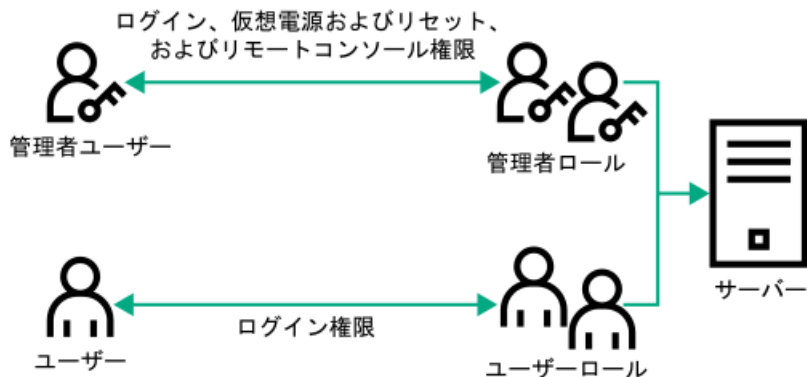 ログイン、仮想電源およびリセット、
およびリモートコンソール権限
管理者ユーザー
管理者ロール
サーバー
ログイン権限
ユーザー
ユーザーロール